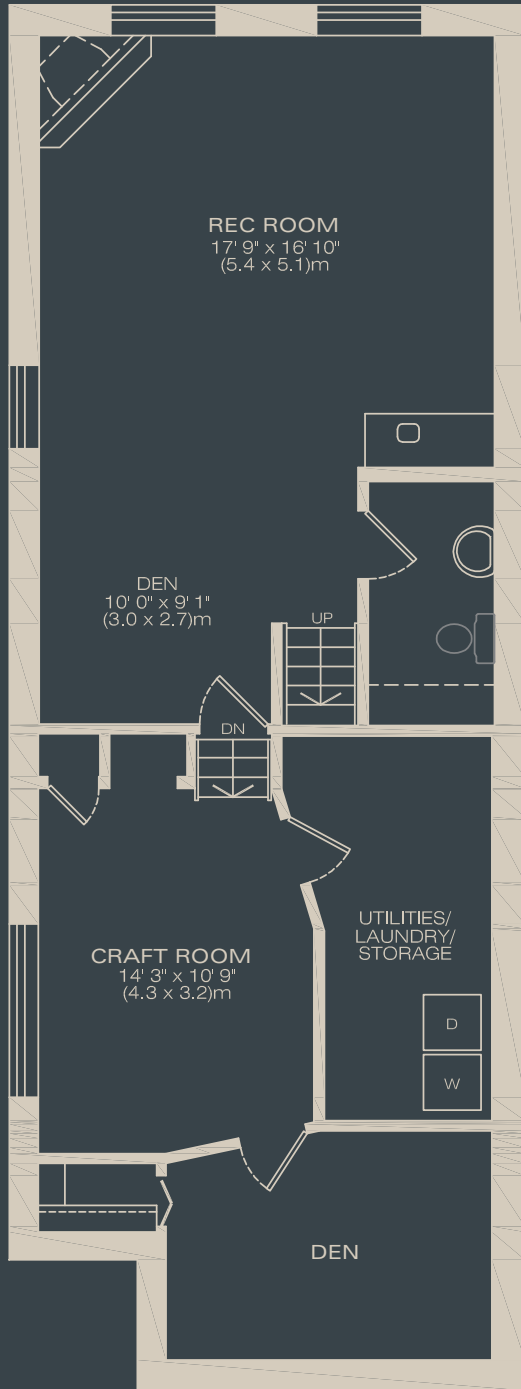 REC ROOM
17' 9" x 16' 10"
(5.4 x 5.1)m
DEN
10' 0" x 9' 1"
(3.0 x 2.7)m
UP
DN
UTILITIES/
LAUNDRY/
STORAGE
CRAFT ROOM
14' 3" x 10' 9"
(4.3 x 3.2)m
D
W
DEN